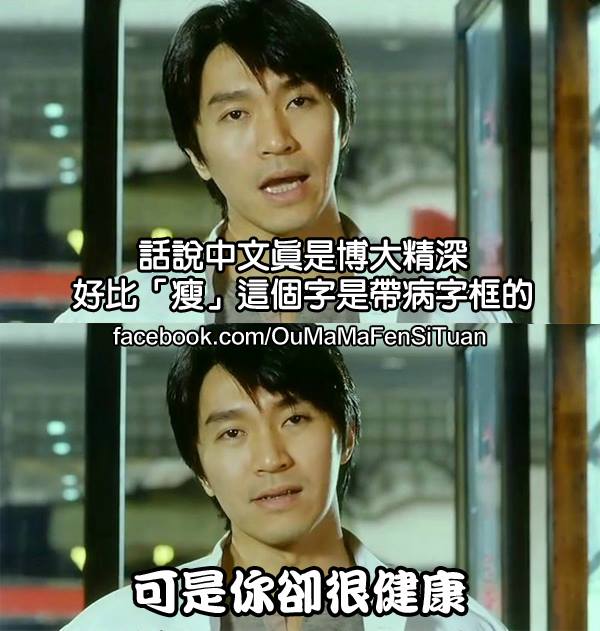 話說中文真是博大精深
好比「瘦」這個字是帶病字框的
facebook.com/OuMaMaFenSiTuan
可是你卻很健康